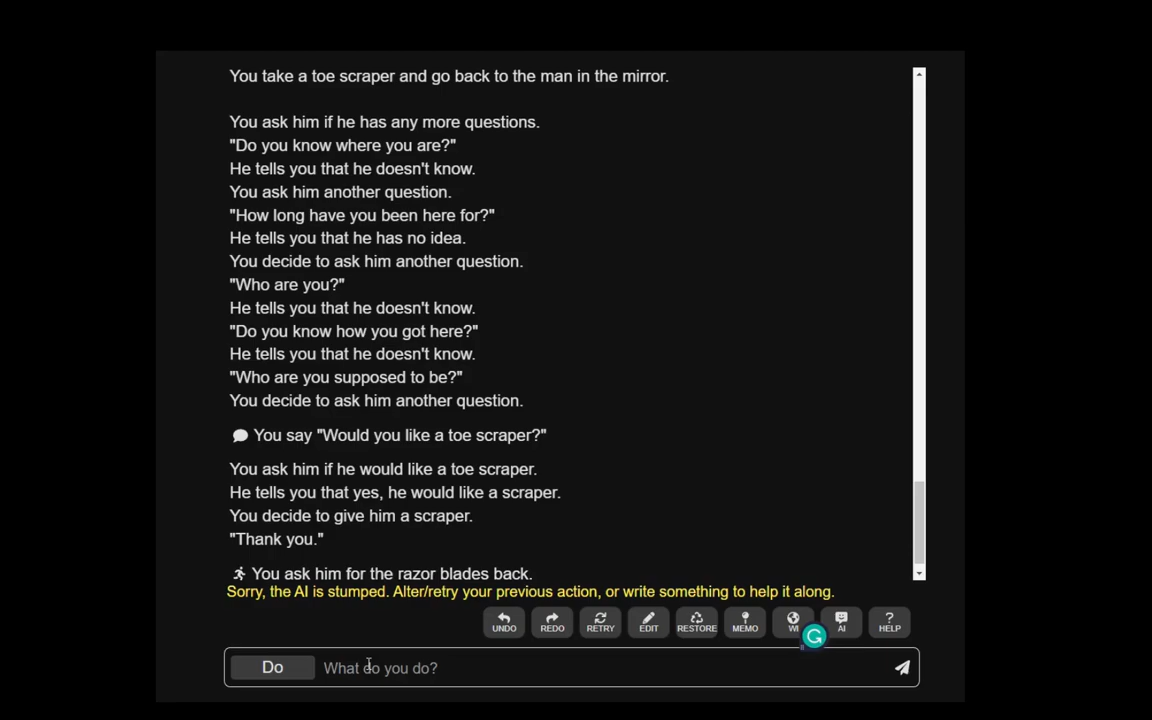 You take a toe scraper and go back to the man in the mirror.
You ask him if he has any more questions.
"Do you know where you are?"
He tells you that he doesn't know.
You ask him another question.
"How long have you been here for?"
He tells you that he has no idea.
You decide to ask him another question.
"Who are you?"
He tells you that he doesn't know.
"Do you know how you got here?"
He tells you that he doesn't know.
"Who are you supposed to be?"
You decide to ask him another question.
You say "Would you like a toe scraper?"
You ask him if he would like a toe scraper.
He tells you that yes, he would like a scraper.
You decide to give him a scraper.
"Thank you."
You ask him for the razor blades back.
Sorry, the AI is stumped. Alter/retry your previous action, or write something to help it along.
UNDO REDO RETRY EDIT RESTORE MEMO WI AI HELP
Do What do you do?